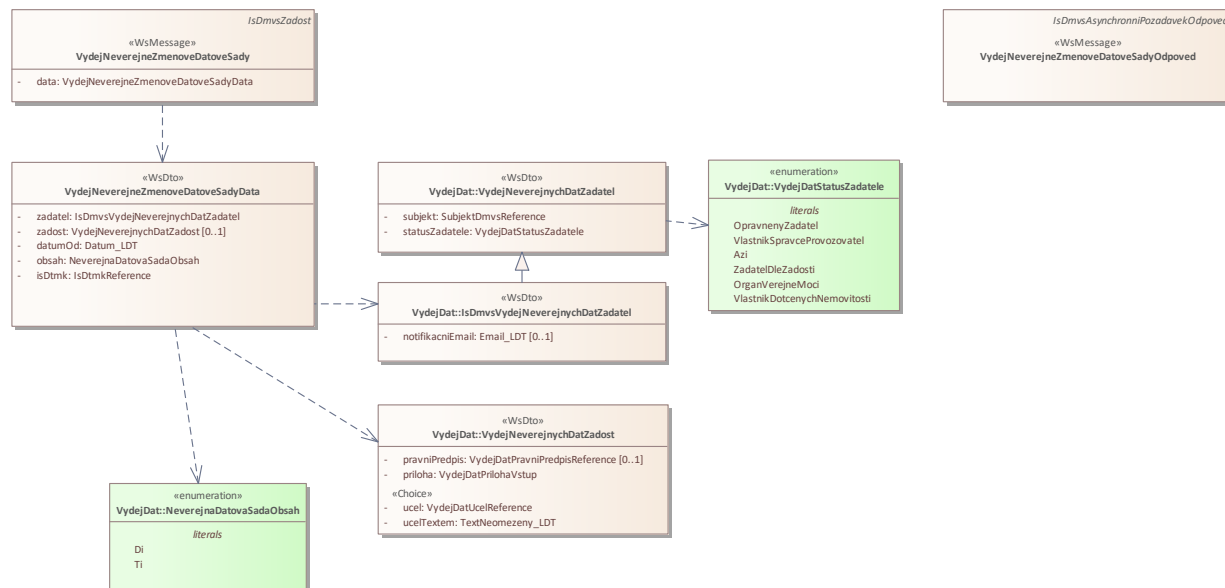 IsDmvsZadost
«WsMessage»
VydejNeverejneZmenoveDatoveSady
- data: VydejNeverejneZmenoveDatoveSadyData
IsDmvsAsynchronniPozadavekOdpoved
«WsMessage»
VydejNeverejneZmenoveDatoveSadyOdpoved
«WsDto»
VydejNeverejneZmenoveDatoveSadyData
- zadatel: IsDmvsVydejNeverejnychDatZadatel
- zadost: VydejNeverejnychDatZadost [0..1]
- datumOd: Datum_LDT
- obsah: NeverejnaDatovaSadaObsah
- isDtmk: IsDtmkReference
«WsDto»
VydejDat::VydejNeverejnychDatZadatel
- subjekt: SubjektDmvsReference
- statusZadatele: VydejDatStatusZadatele
«enumeration»
VydejDat::VydejDatStatusZadatele
literals
OpravnenyZadatel
VlastnikSpravceProvozovatel
Azi
ZadatelDleZadosti
OrganVerejneMoci
VlastnikDotcenychNemovitosti
«WsDto»
VydejDat::IsDmvsVydejNeverejnychDatZadatel
- notifikacniEmail: Email_LDT [0..1]
«WsDto»
VydejDat::VydejNeverejnychDatZadost
- pravniPredpis: VydejDatPravniPredpisReference [0..1]
- priloha: VydejDatPrilohaVstup
«Choice»
- ucel: VydejDatUcelReference
- ucelTextem: TextNeomezeny_LDT
«enumeration»
VydejDat::NeverejnaDatovaSadaObsah
literals
Di
Ti